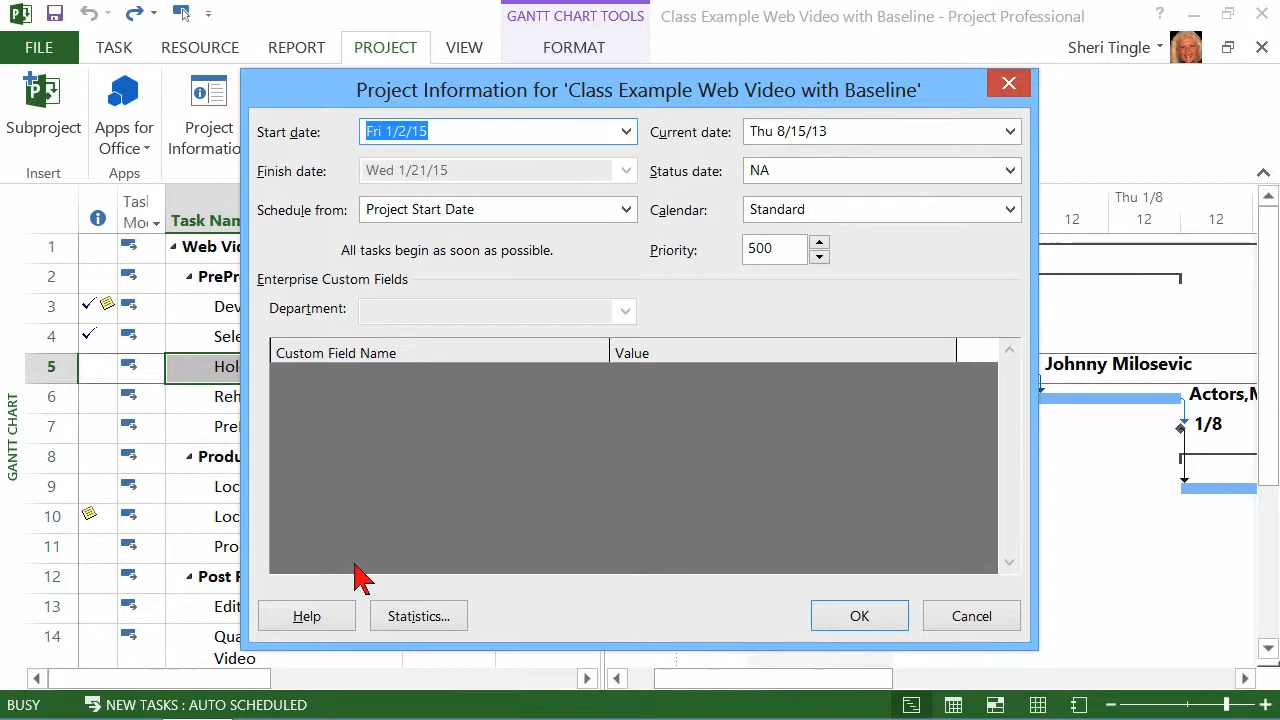 GANTT CHART TOOLS
Class Example Web Video with Baseline - Project Professional
FILE TASK RESOURCE REPORT PROJECT VIEW FORMAT
Sheri Tingle
Subproject
Apps for
Office
Project
Informatio
Insert
Apps
Project Information for 'Class Example Web Video with Baseline'
Start date: Fri 1/2/15
Current date: Thu 8/15/13
Finish date: Wed 1/21/15
Status date: NA
Schedule from: Project Start Date
Calendar: Standard
All tasks begin as soon as possible.
Priority: 500
Enterprise Custom Fields
Department:
Custom Field Name Value
Help Statistics... OK Cancel
Thu 1/8
12 12 12
Tas
Mo
Task Nam
1 Web Vi
2 PrePr
3 Dev
4 Sele
5 Hol
6 Reh
7 Pre
8 Produ
9 Loc
10 Loc
11 Pro
12 Post P
13 Edit
14 Qua
Video
Johnny Milosevic
Actors,M
1/8
GANTT CHART
BUSY NEW TASKS : AUTO SCHEDULED